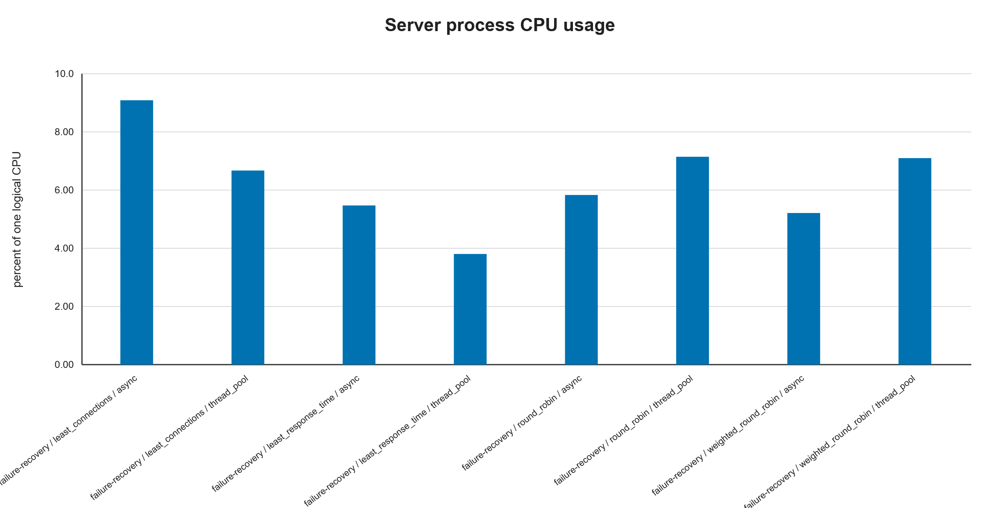 Server process CPU usage
percent of one logical CPU
10.0
8.00
6.00
4.00
2.00
0.00
failure-recovery / least_connections / async
failure-recovery / least_connections / thread_pool
failure-recovery / least_response_time / async
failure-recovery / least_response_time / thread_pool
failure-recovery / round_robin / async
failure-recovery / round_robin / thread_pool
failure-recovery / weighted_round_robin / async
failure-recovery / weighted_round_robin / thread_pool